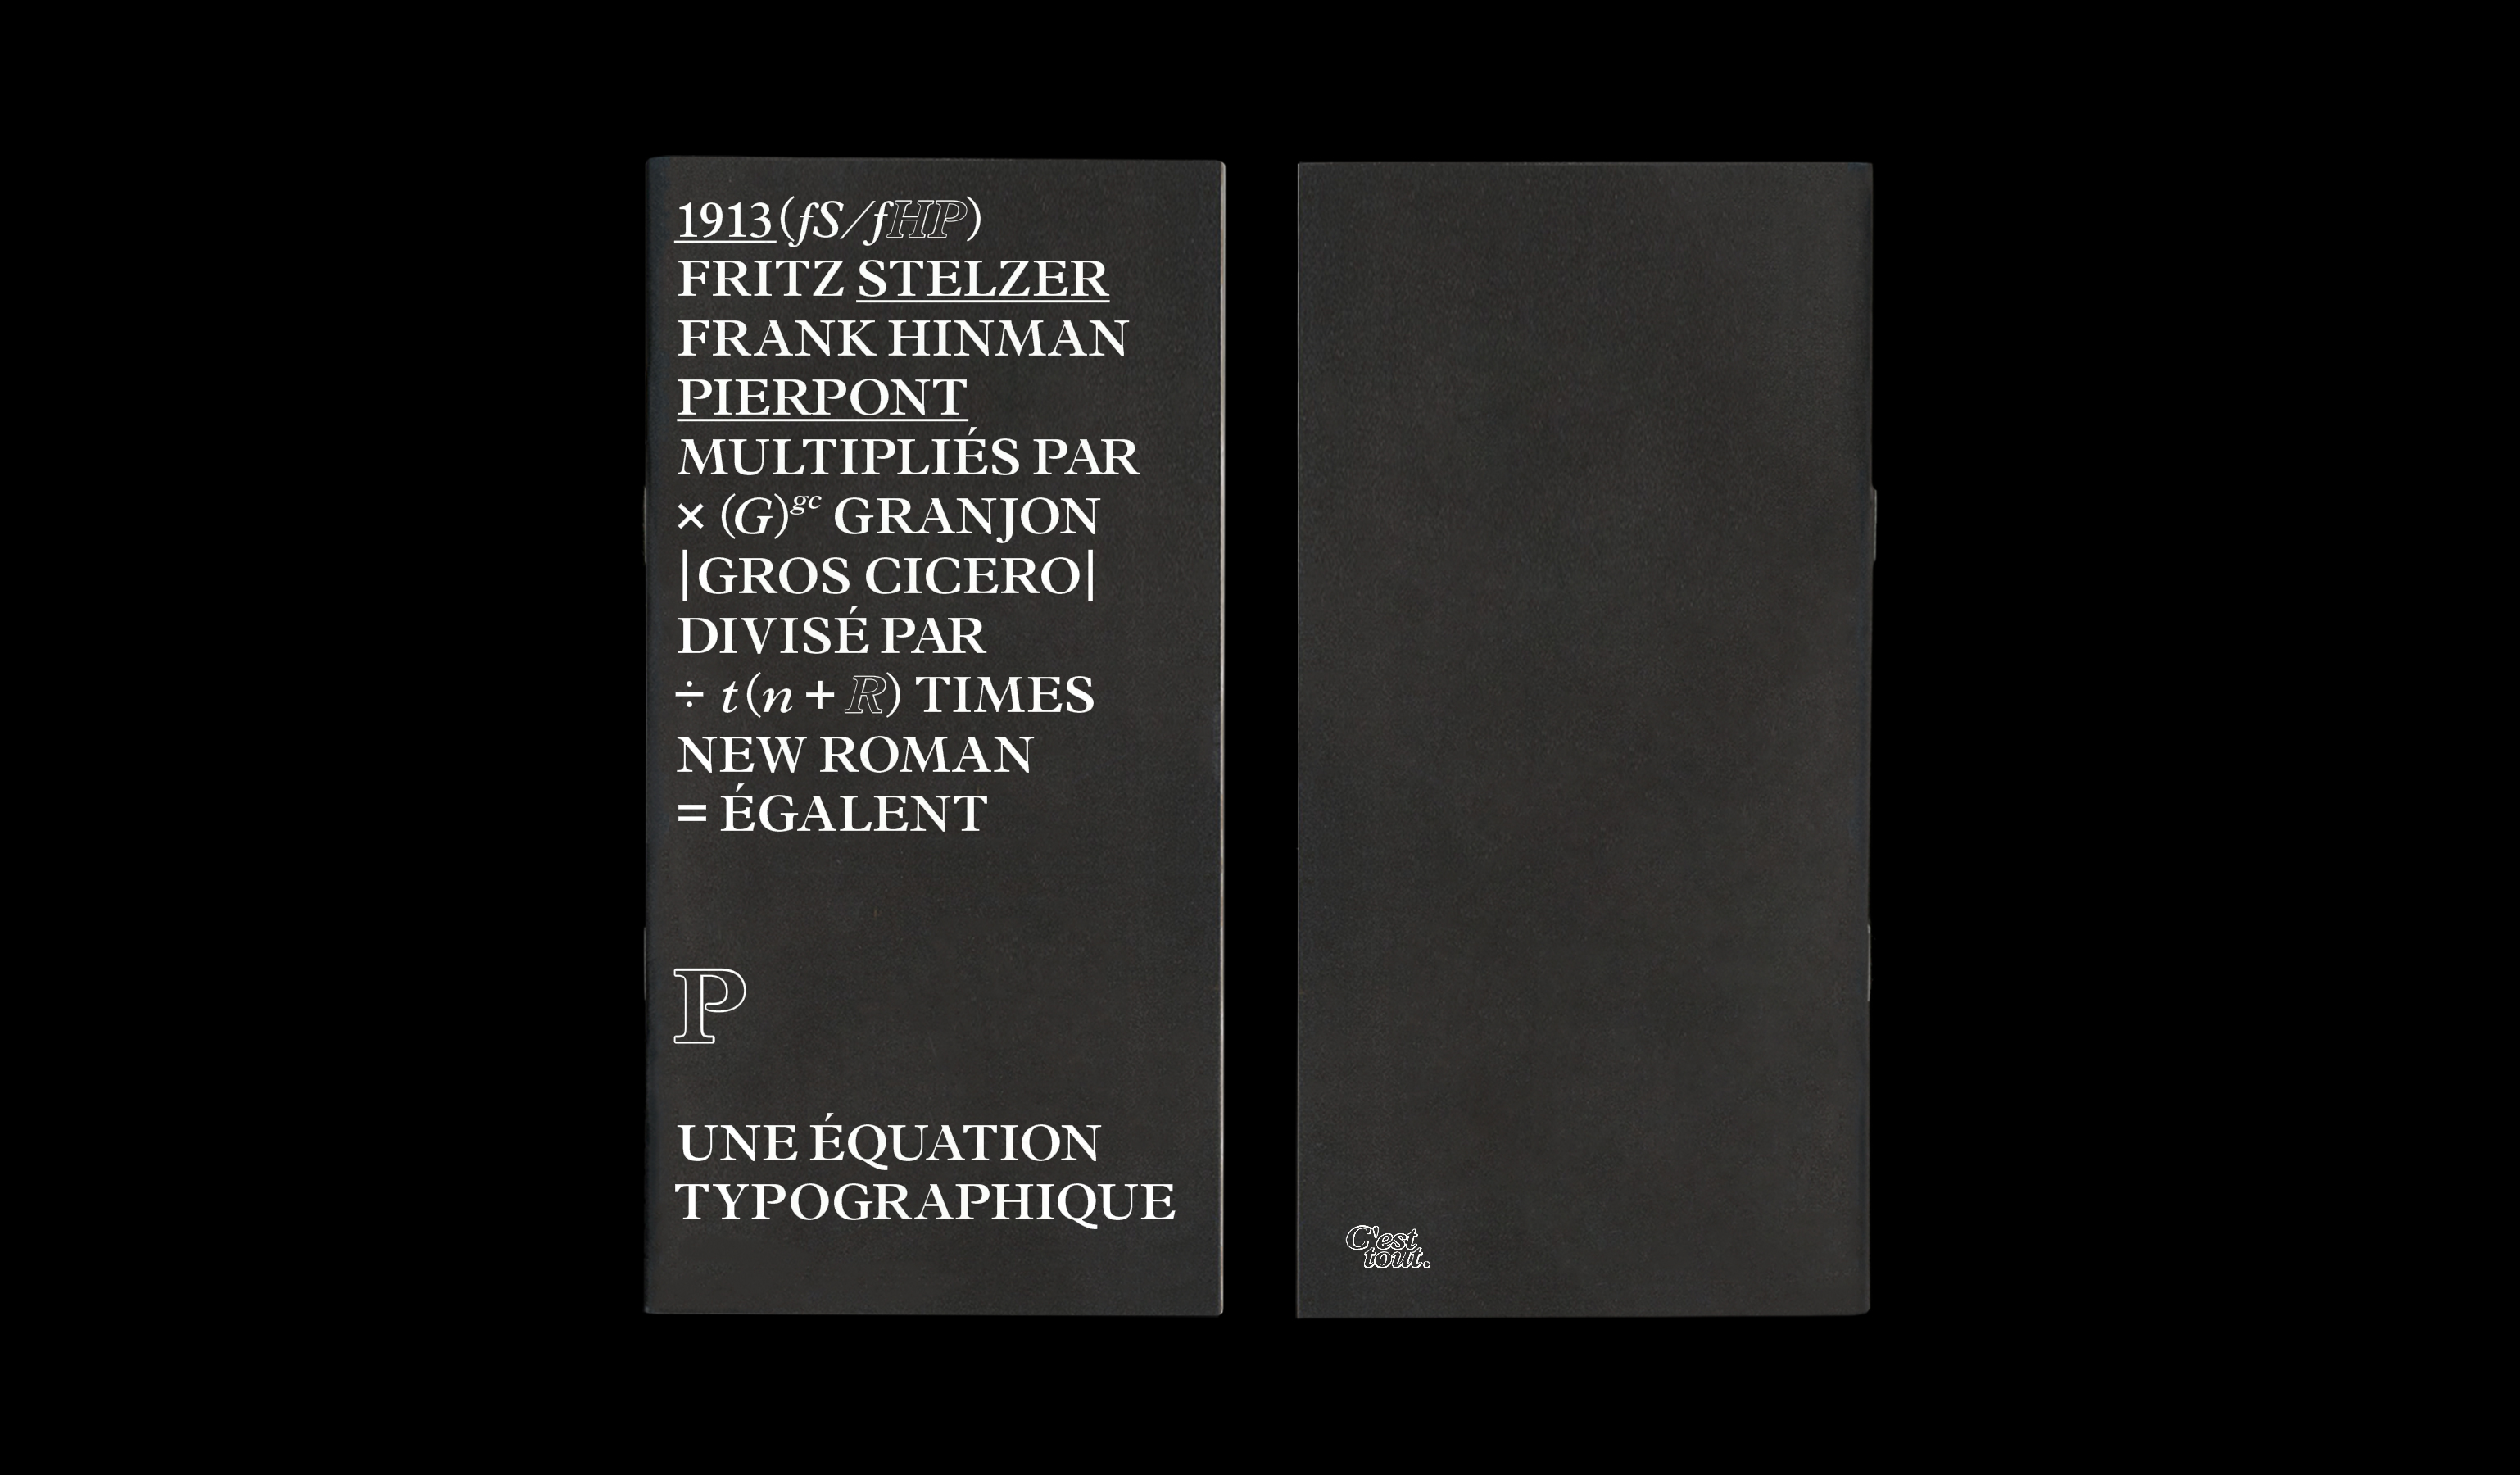 1913(fS/fHP)
FRITZ STELZER
FRANK HINMAN
PIERPONT
MULTIPLIÉS PAR
× (G)gc GRANJON
|GROS CICERO|
DIVISÉ PAR
÷ t(n + R) TIMES
NEW ROMAN
= ÉGALENT
P
UNE ÉQUATION
TYPOGRAPHIQUE
C'est
tout.